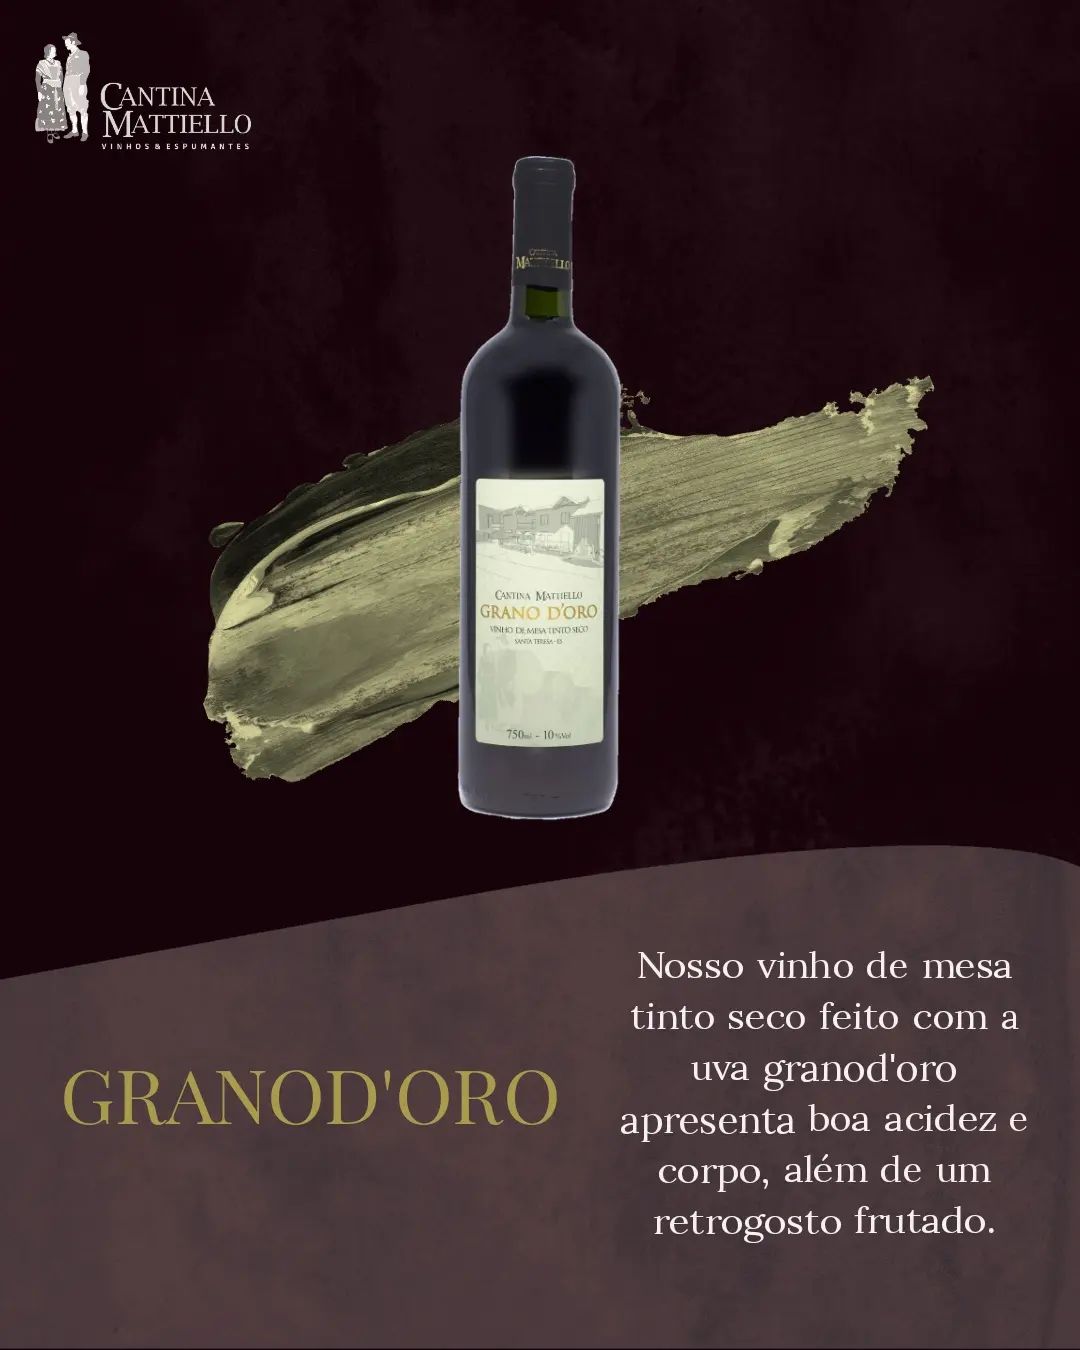 CANTINA
MATTIELLO
VINHOS & ESPUMANTES
CANTINA
MATTIELLO
CANTINA MATTIELLO
GRANO D'ORO
VINHO DE MESA TINTO SECO
SANTA TERESA - ES
750ml - 10%Vol
GRANOD'ORO
Nosso vinho de mesa
tinto seco feito com a
uva granod'oro
apresenta boa acidez e
corpo, além de um
retrogosto frutado.